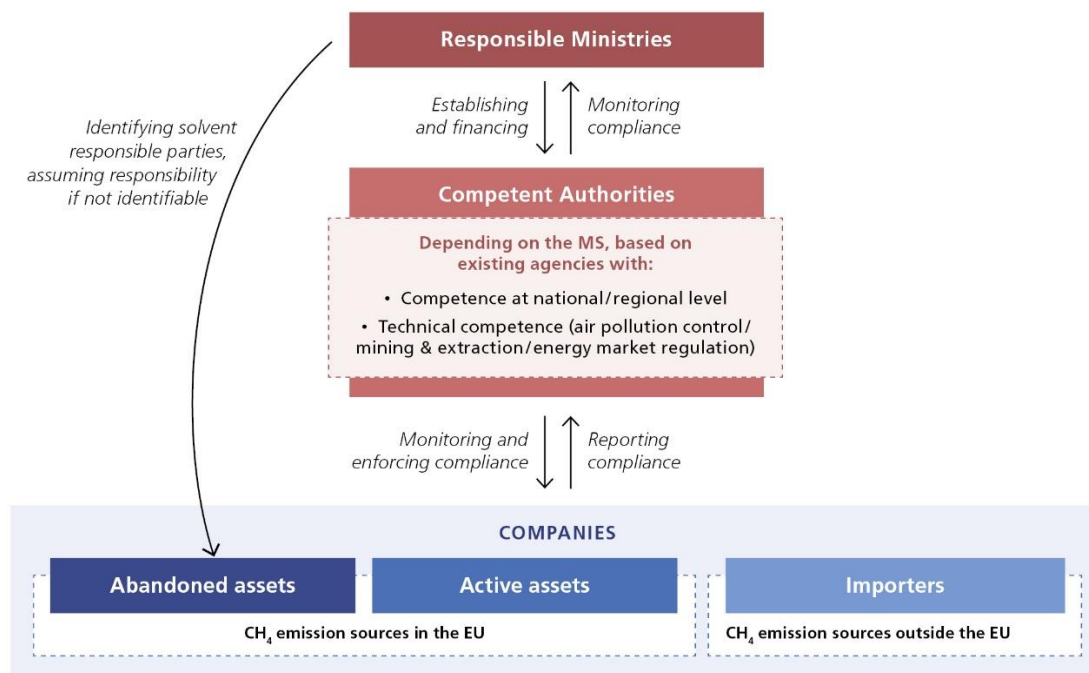 Responsible Ministries
Establishing
and financing
Monitoring
compliance
Identifying solvent
responsible parties,
assuming responsibility
if not identifiable
Competent Authorities
Depending on the MS, based on
existing agencies with:
• Competence at national/regional level
• Technical competence (air pollution control/
mining & extraction/energy market regulation)
Monitoring and
enforcing compliance
Reporting
compliance
COMPANIES
Abandoned assets
Active assets
Importers
CH₄ emission sources in the EU
CH₄ emission sources outside the EU